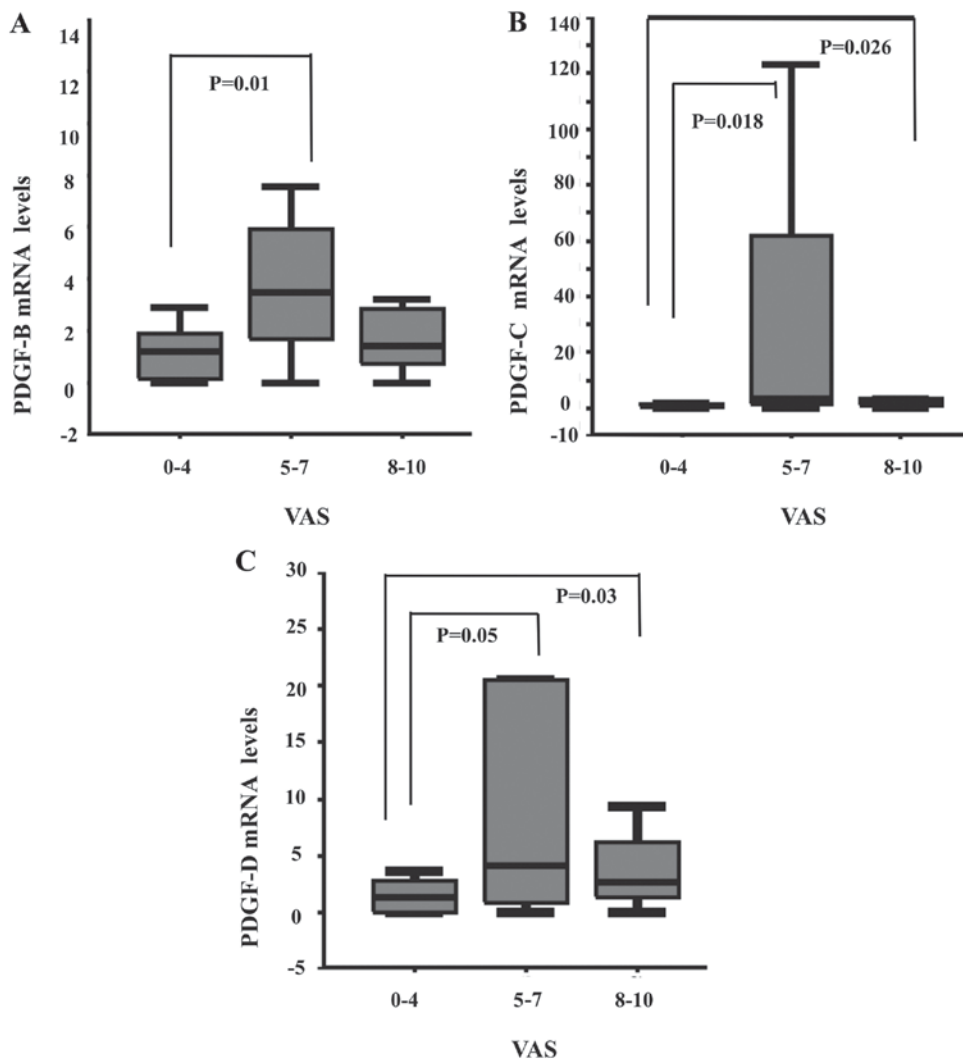 A
14
12
10
8
6
4
2
0
-2
PDGF-B mRNA levels
P=0.01
0-4 5-7 8-10
VAS
B
140
120
100
80
60
40
20
0
-10
PDGF-C mRNA levels
P=0.026
P=0.018
0-4 5-7 8-10
VAS
C
30
25
20
15
10
5
0
-5
PDGF-D mRNA levels
P=0.03
P=0.05
0-4 5-7 8-10
VAS